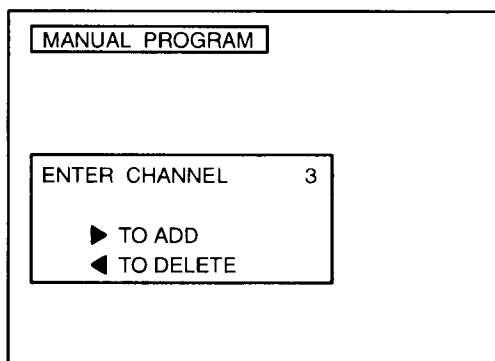 MANUAL PROGRAM
ENTER CHANNEL 3
▶ TO ADD
◀ TO DELETE